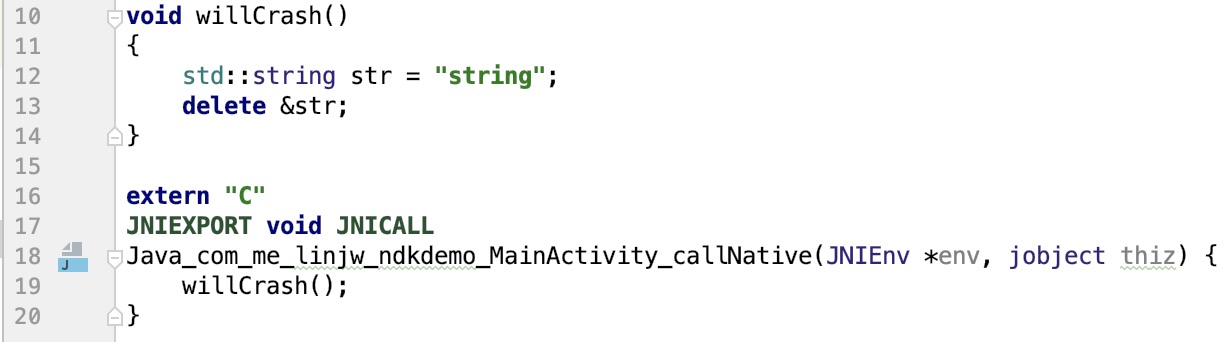 10 void willCrash()
11 {
12     std::string str = "string";
13     delete &str;
14 }
15
16 extern "C"
17 JNIEXPORT void JNICALL
18 Java_com_me_linjw_ndkdemo_MainActivity_callNative(JNIEnv *env, jobject thiz) {
19     willCrash();
20 }